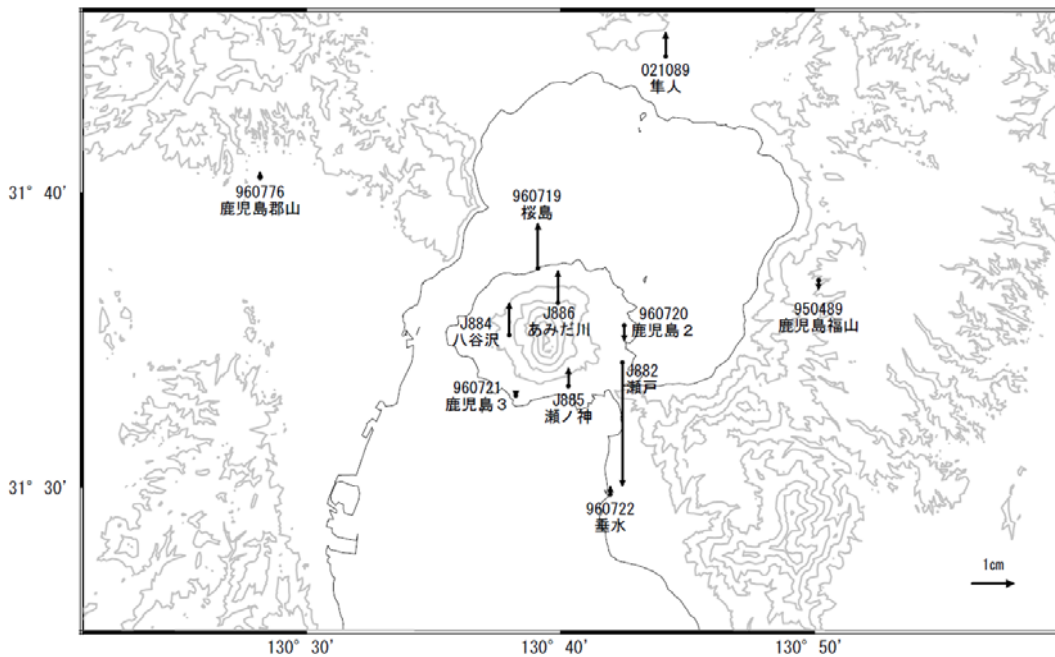 021089
隼人
31° 40'
960776
鹿児島郡山
960719
桜島
950489
鹿児島福山
J886
あみだ川
J884
八谷沢
960720
鹿児島２
J882
瀬戸
960721
鹿児島３
J885
瀬ノ神
31° 30'
960722
垂水
1cm
130° 30'
130° 40'
130° 50'